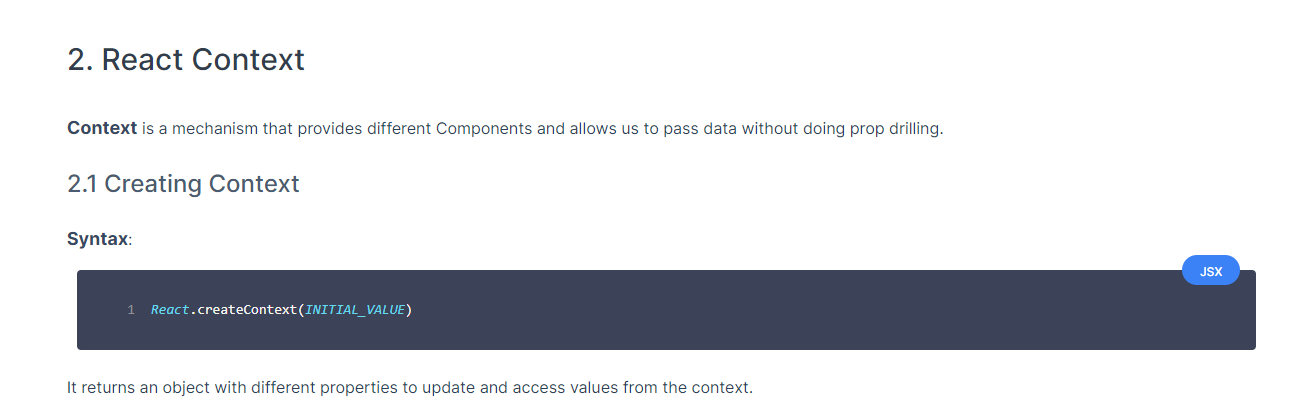 2. React Context
Context is a mechanism that provides different Components and allows us to pass data without doing prop drilling.
2.1 Creating Context
Syntax:
JSX
1 React.createContext(INITIAL_VALUE)
It returns an object with different properties to update and access values from the context.